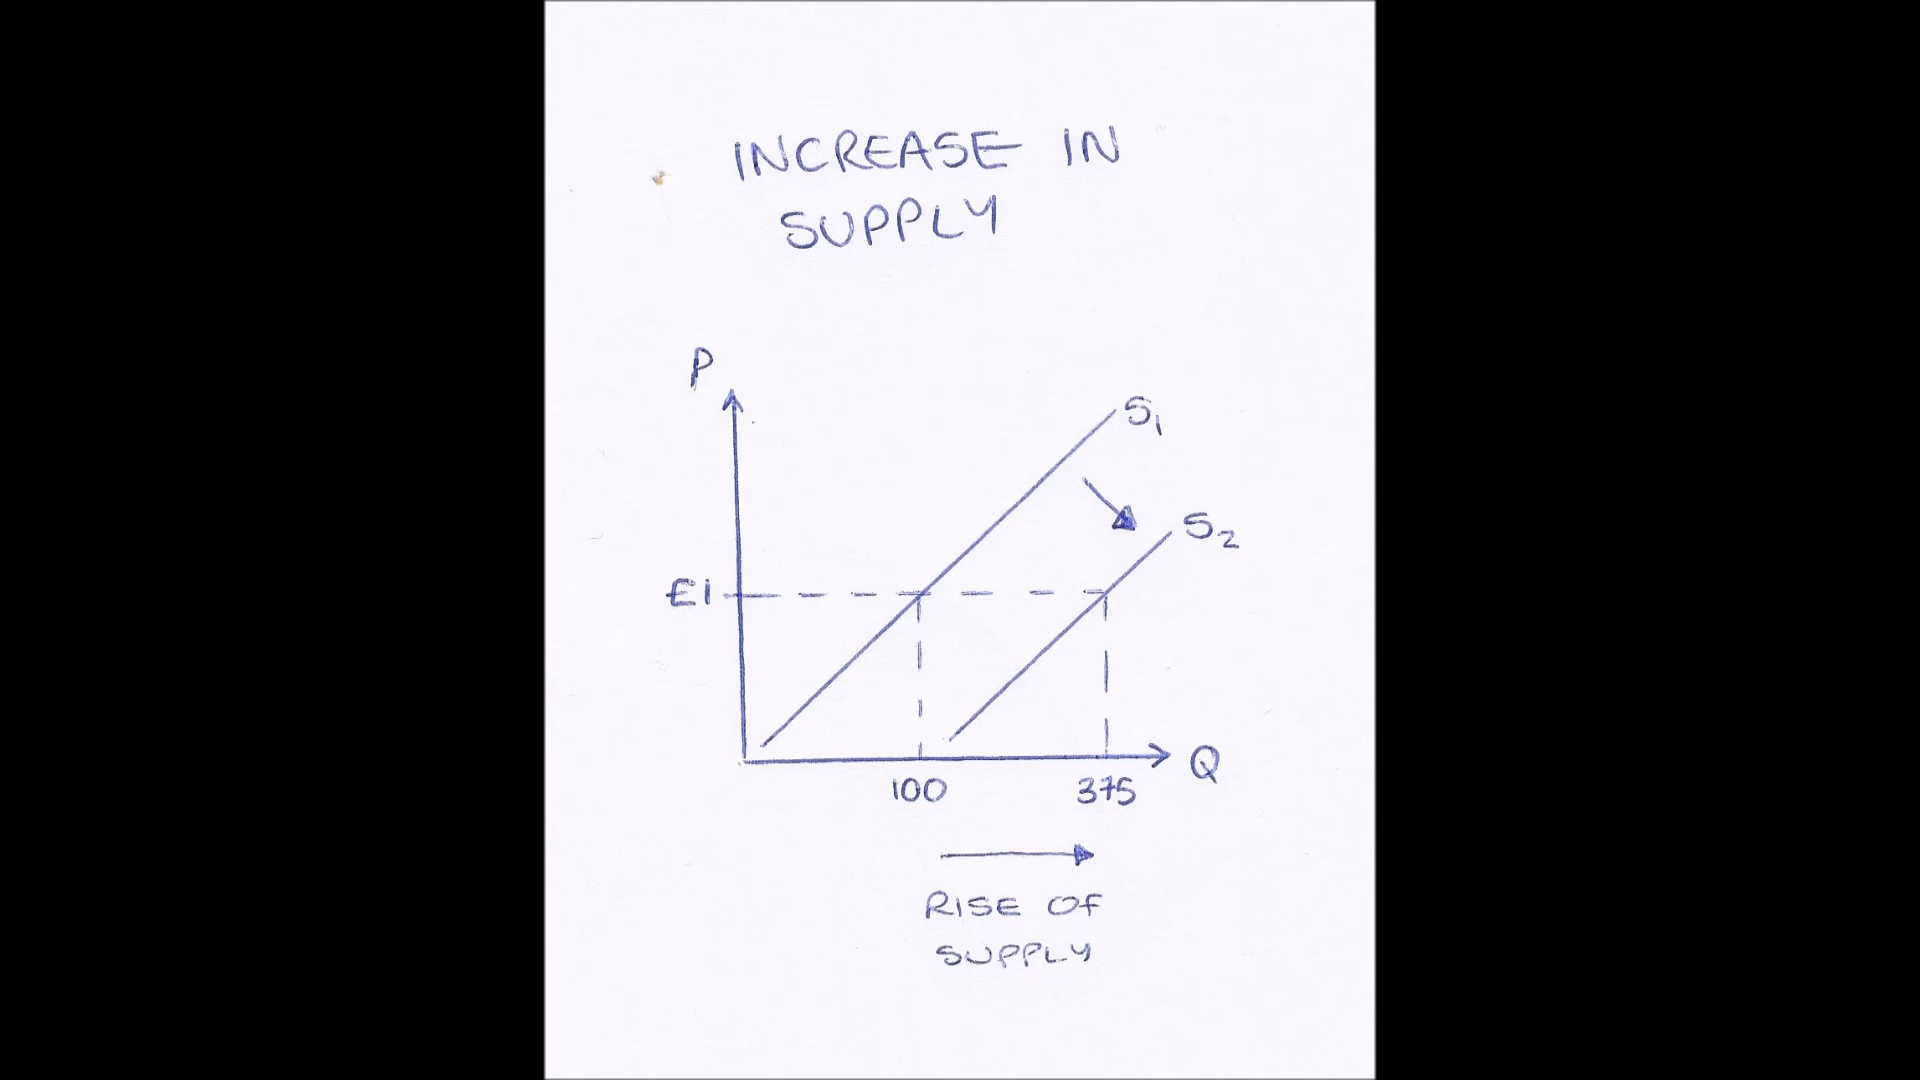 INCREASE IN
SUPPLY
P
S₁
S₂
£1
100
375
Q
RISE OF
SUPPLY